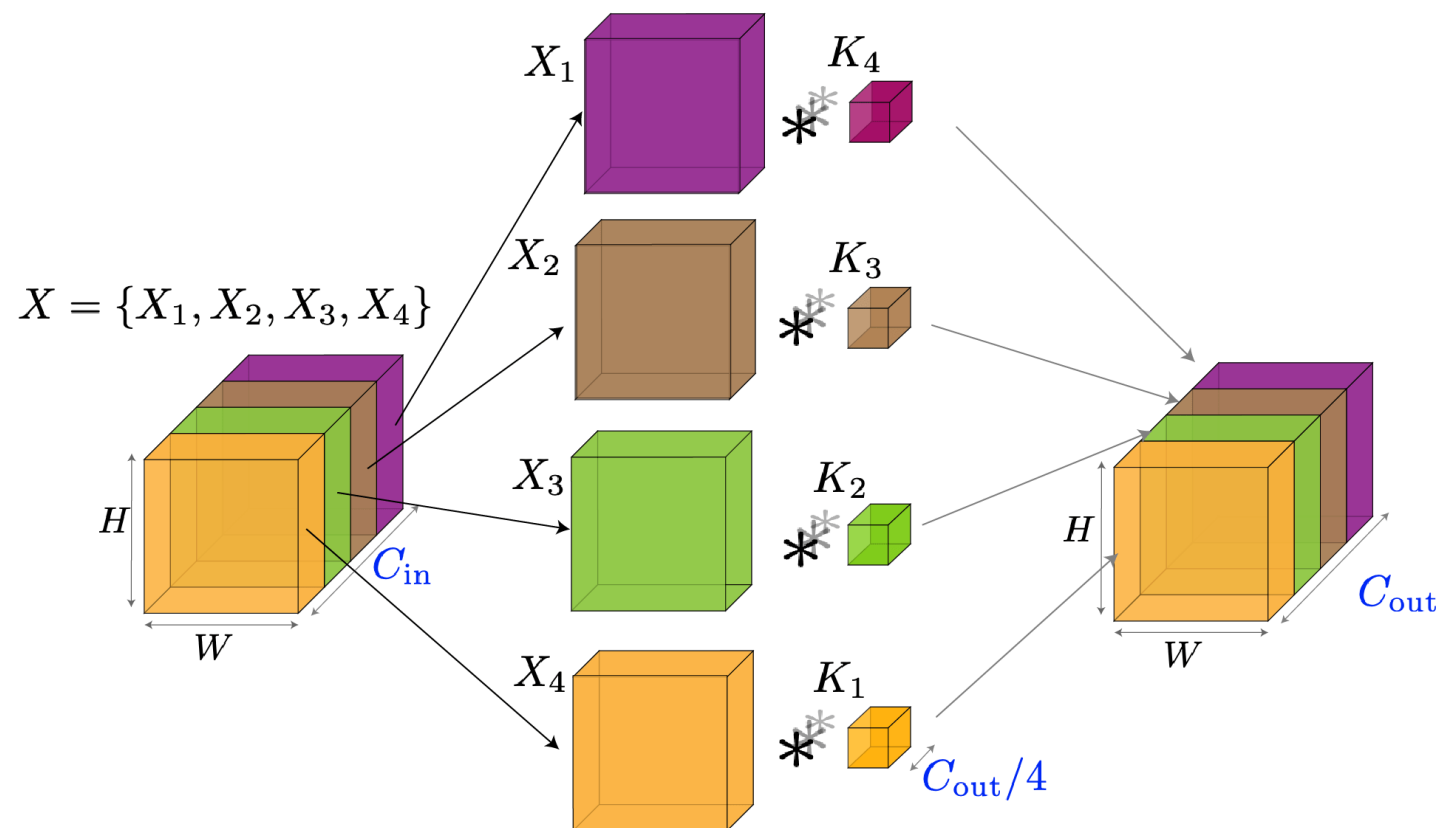 X₁
K₄
X₂
K₃
X = {X₁, X₂, X₃, X₄}
X₃
K₂
H
C_in
W
H
C_out
W
X₄
K₁
C_out/4